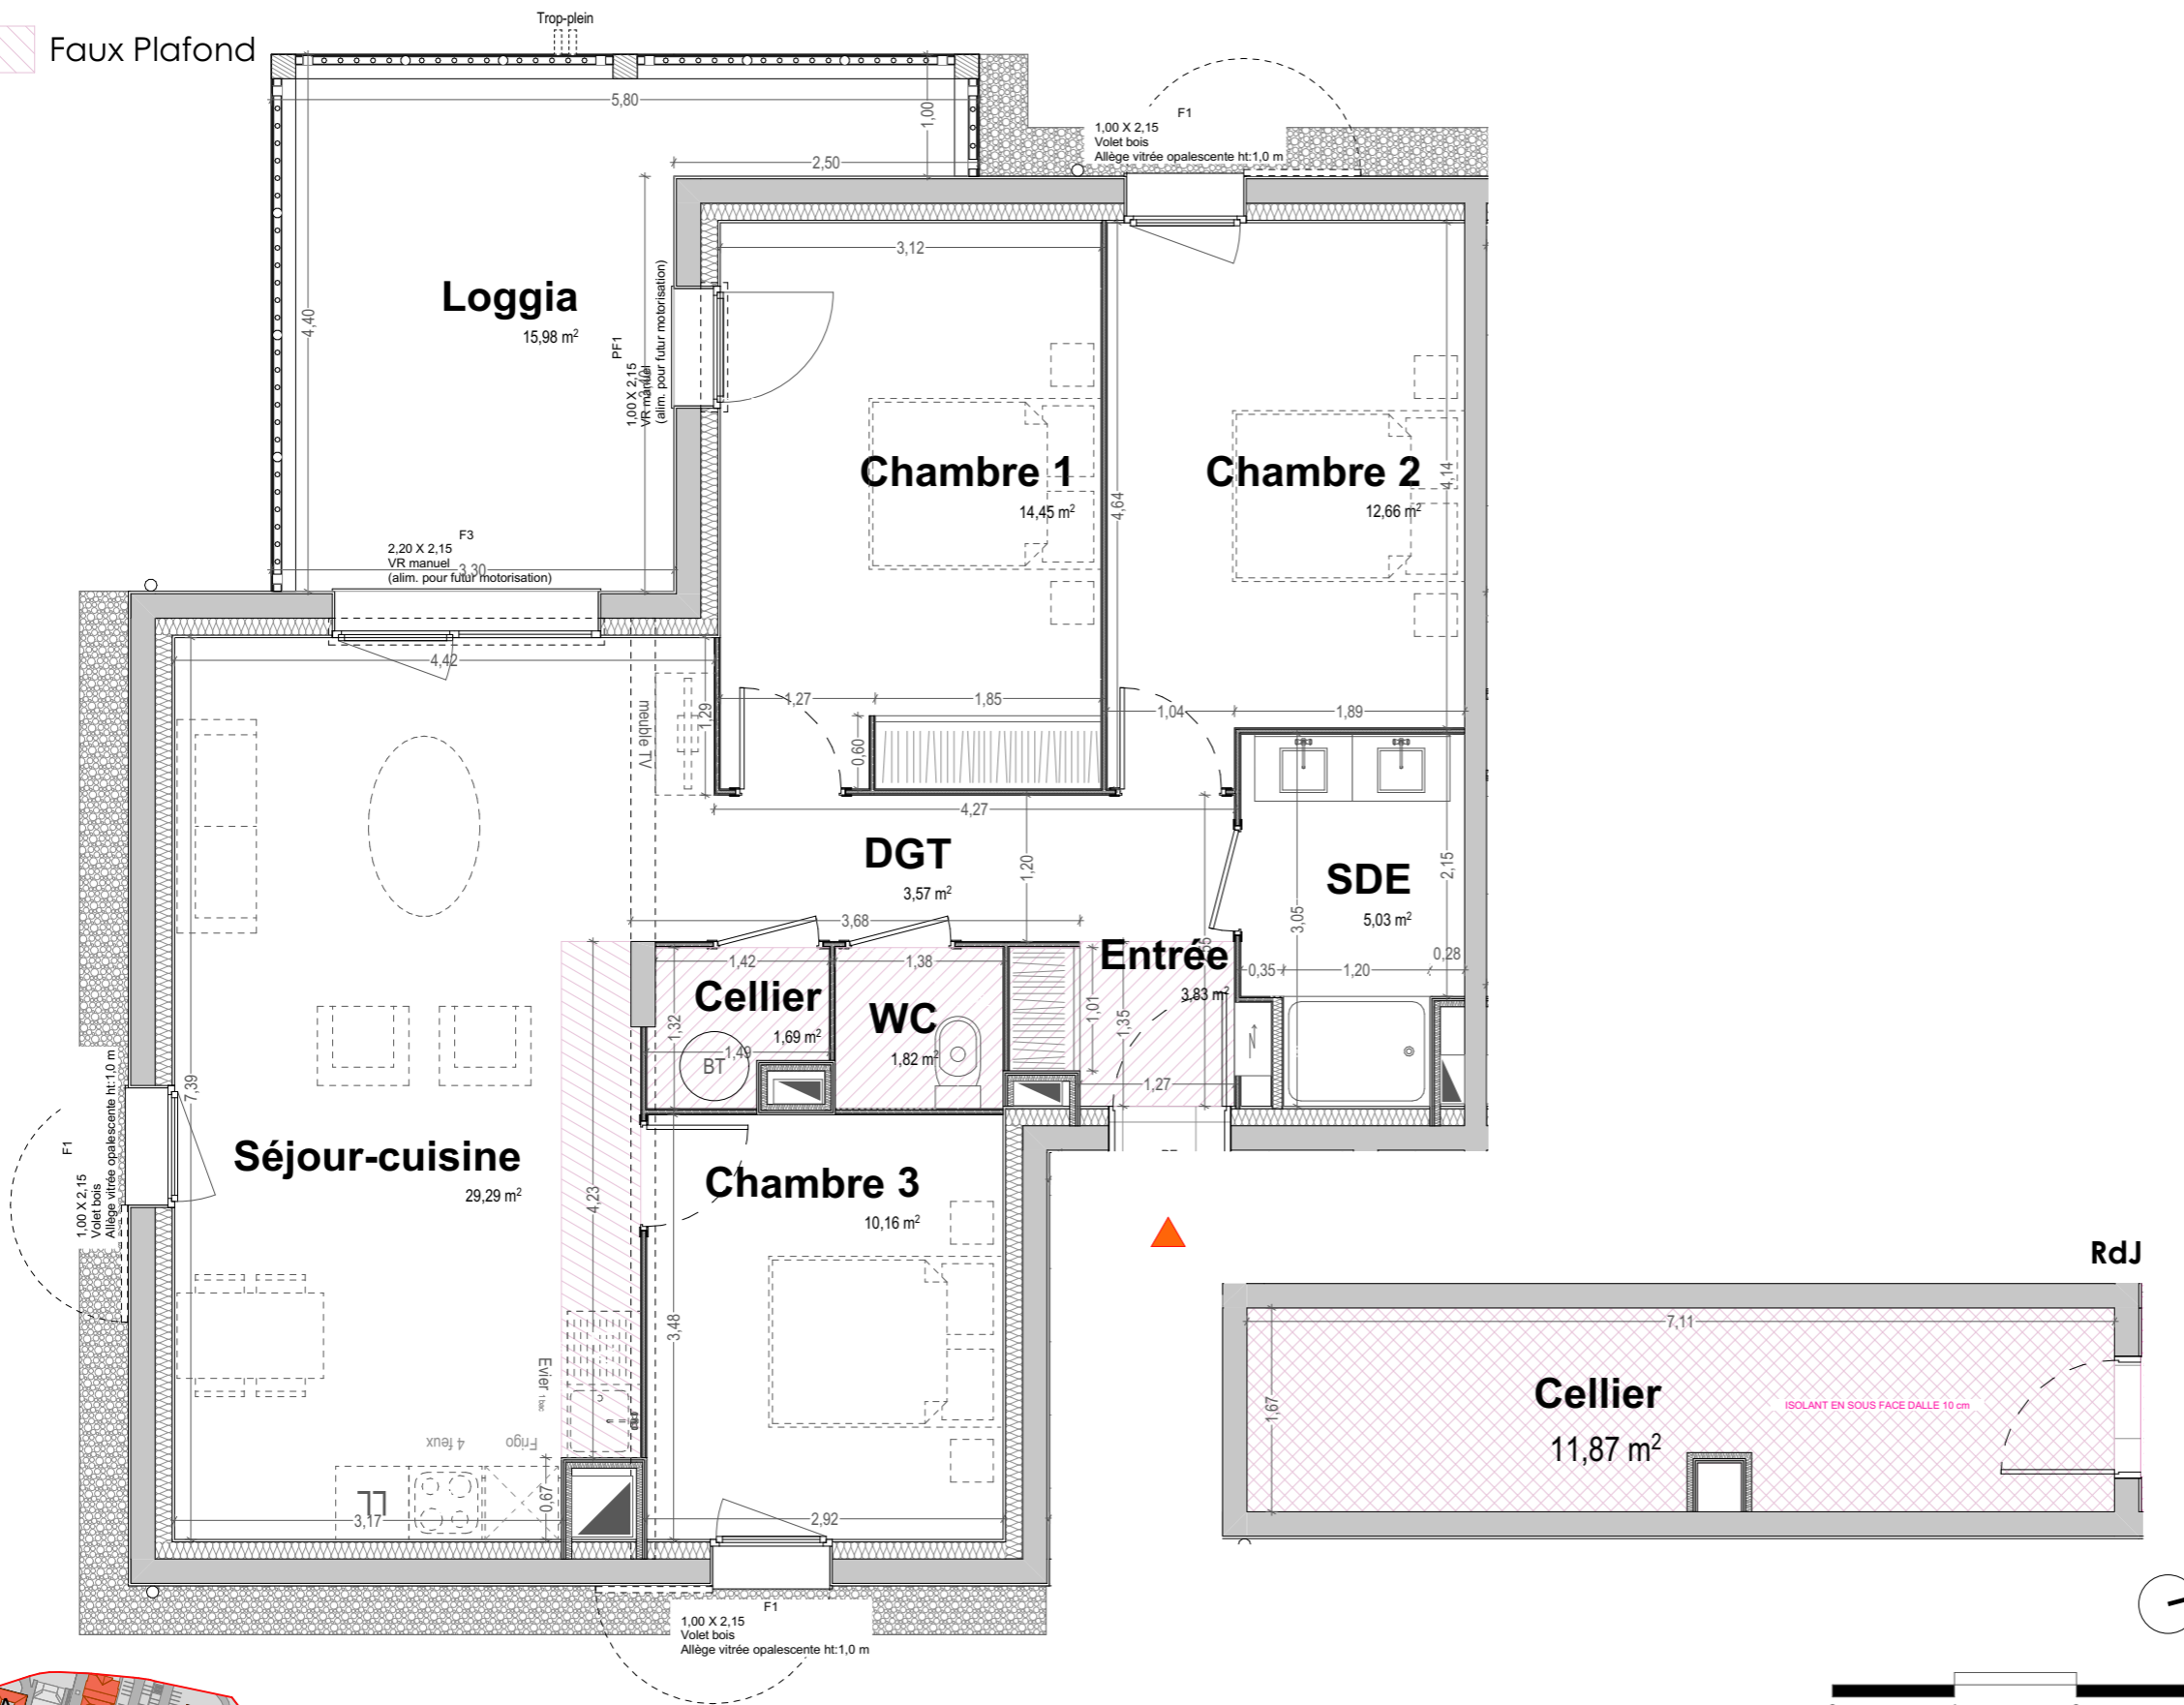 Faux Plafond
Trop-plein
5,80
1,00
2,50
F1
1,00 X 2,15
Volet bois
Allège vitrée opalescente ht:1,0 m
3,12
Loggia
15,98 m²
4,40
PF1
1,00 X 2,15
VR manuel
(alim. pour futur motorisation)
Chambre 1
14,45 m²
4,64
Chambre 2
12,66 m²
4,14
F3
2,20 X 2,15
VR manuel
(alim. pour futur motorisation)
3,30
4,42
meuble TV
1,29
1,27
1,85
0,60
1,04
1,89
4,27
DGT
3,57 m²
1,20
SDE
5,03 m²
2,15
3,05
3,68
Entrée
3,83 m²
0,35
1,20
0,28
1,42
1,38
Cellier
1,69 m²
1,32
1,49
BT
WC
1,82 m²
1,01
1,35
1,27
7,39
F1
1,00 X 2,15
Volet bois
Allège vitrée opalescente ht:1,0 m
Séjour-cuisine
29,29 m²
4,23
Chambre 3
10,16 m²
3,48
Evier 1 bac
4 feux
Frigo
LL
3,17
0,67
2,92
F1
1,00 X 2,15
Volet bois
Allège vitrée opalescente ht:1,0 m
RdJ
7,11
1,67
Cellier
11,87 m²
ISOLANT EN SOUS FACE DALLE 10 cm